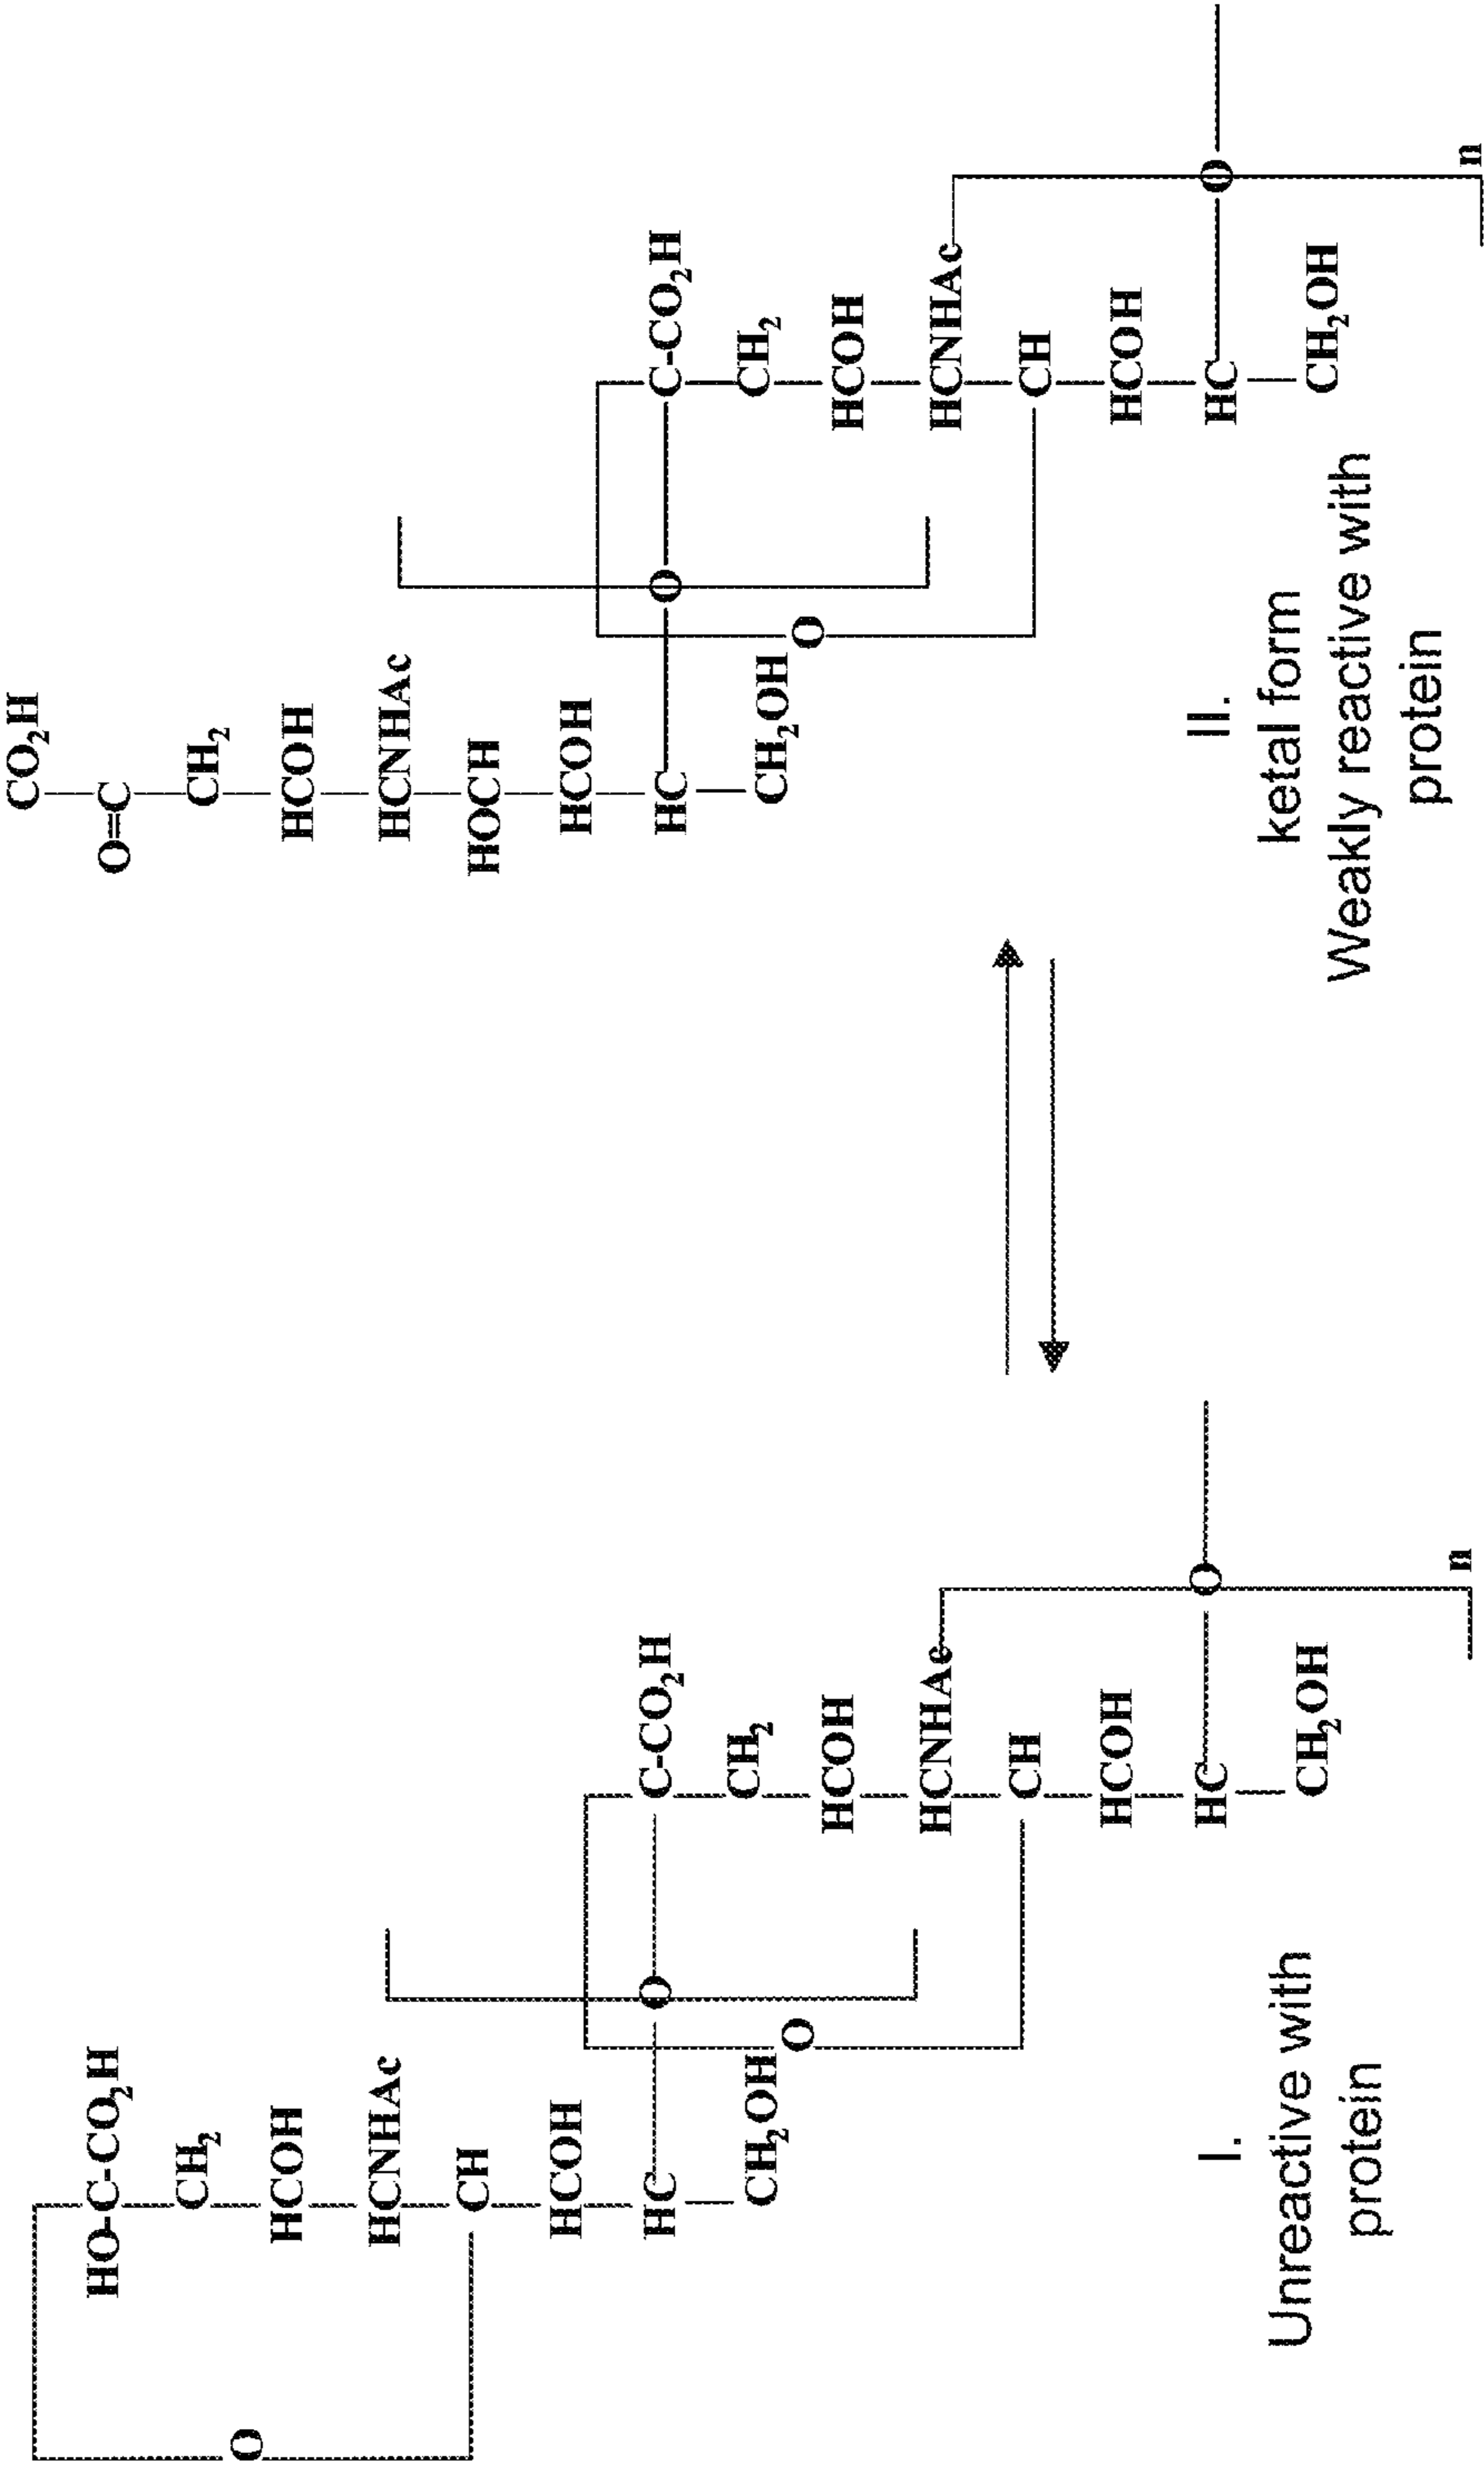 O
HO-C-CO2H
CH2
HCOH
HCNHAc
CH
HCOH
HC
CH2OH
O
O
C-CO2H
CH2
HCOH
HCNHAc
CH
HCOH
HC
CH2OH
O
n
I.
Unreactive with
protein
CO2H
O=C
CH2
HCOH
HCNHAc
HOCH
HCOH
HC
CH2OH
O
O
C-CO2H
CH2
HCOH
HCNHAc
CH
HCOH
HC
CH2OH
O
n
II.
ketal form
Weakly reactive with
protein